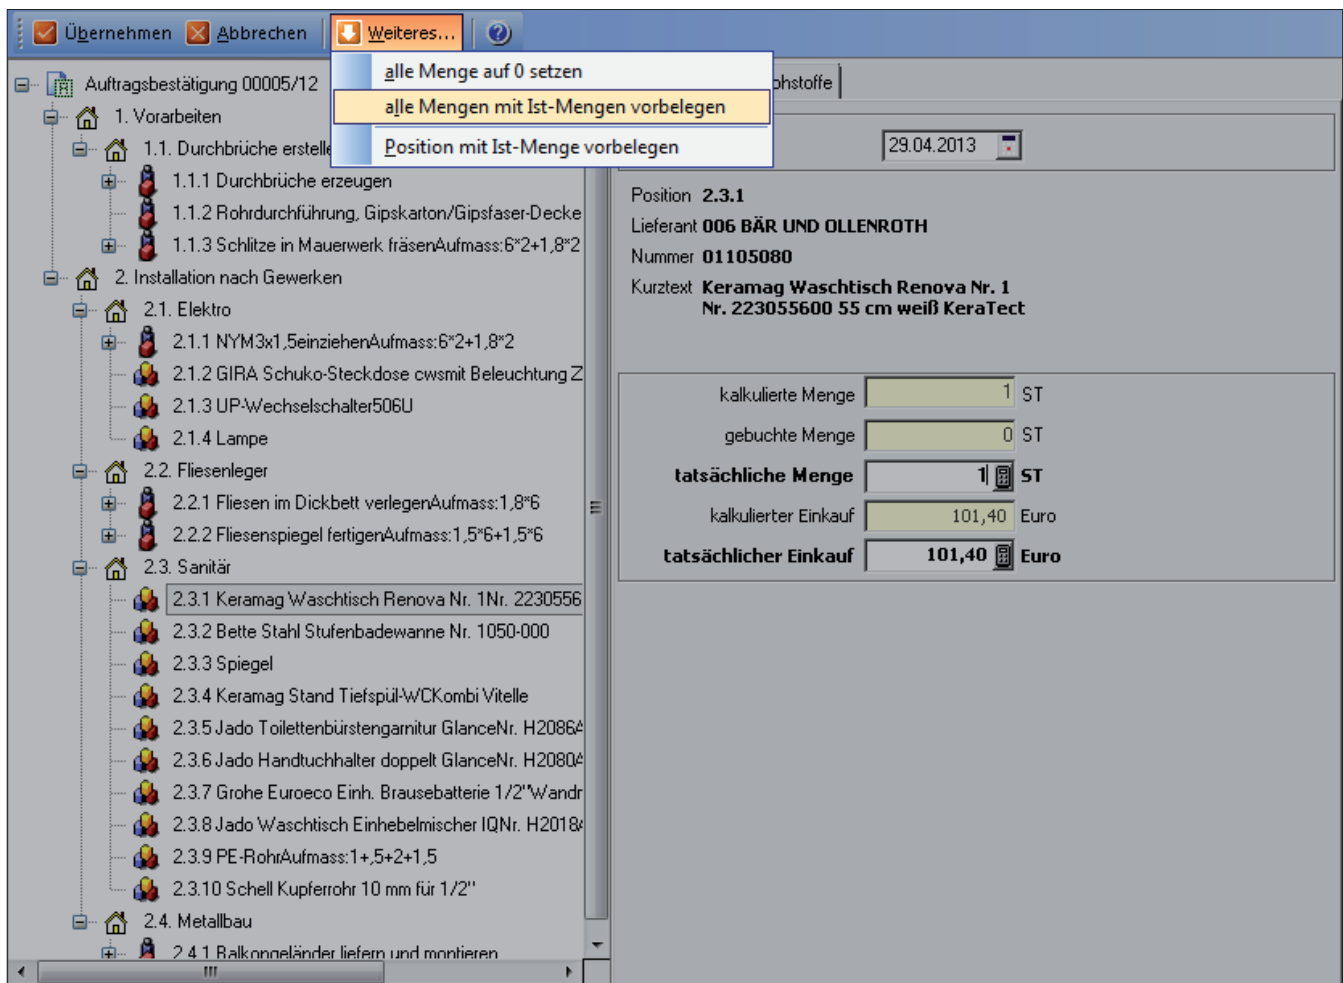 Übernehmen Abbrechen Weiteres...
alle Menge auf 0 setzen
alle Mengen mit Ist-Mengen vorbelegen
Position mit Ist-Menge vorbelegen
Auftragsbestätigung 00005/12
1. Vorarbeiten
1.1. Durchbrüche erstelle
1.1.1 Durchbrüche erzeugen
1.1.2 Rohrdurchführung, Gipskarton/Gipsfaser-Decke
1.1.3 Schlitze in Mauerwerk fräsenAufmass:6*2+1,8*2
2. Installation nach Gewerken
2.1. Elektro
2.1.1 NYM3x1,5einziehenAufmass:6*2+1,8*2
2.1.2 GIRA Schuko-Steckdose cwsmit Beleuchtung Z
2.1.3 UP-Wechselschalter506U
2.1.4 Lampe
2.2. Fliesenleger
2.2.1 Fliesen im Dickbett verlegenAufmass:1,8*6
2.2.2 Fliesenspiegel fertigenAufmass:1,5*6+1,5*6
2.3. Sanitär
2.3.1 Keramag Waschtisch Renova Nr. 1Nr. 2230556
2.3.2 Bette Stahl Stufenbadewanne Nr. 1050-000
2.3.3 Spiegel
2.3.4 Keramag Stand Tiefspül-WCKombi Vitelle
2.3.5 Jado Toilettenbürstengarnitur GlanceNr. H2086A
2.3.6 Jado Handtuchhalter doppelt GlanceNr. H2080A
2.3.7 Grohe Euroeco Einh. Brausebatterie 1/2"Wandr
2.3.8 Jado Waschtisch Einhebelmischer IQNr. H2018A
2.3.9 PE-RohrAufmass:1+,5+2+1,5
2.3.10 Schell Kupferrohr 10 mm für 1/2"
2.4. Metallbau
2.4.1 Balkongeländer liefern und montieren
ohstoffe
29.04.2013
Position 2.3.1
Lieferant 006 BÄR UND OLLENROTH
Nummer 01105080
Kurztext Keramag Waschtisch Renova Nr. 1
Nr. 223055600 55 cm weiß KeraTect
kalkulierte Menge 1 ST
gebuchte Menge 0 ST
tatsächliche Menge 1 ST
kalkulierter Einkauf 101,40 Euro
tatsächlicher Einkauf 101,40 Euro